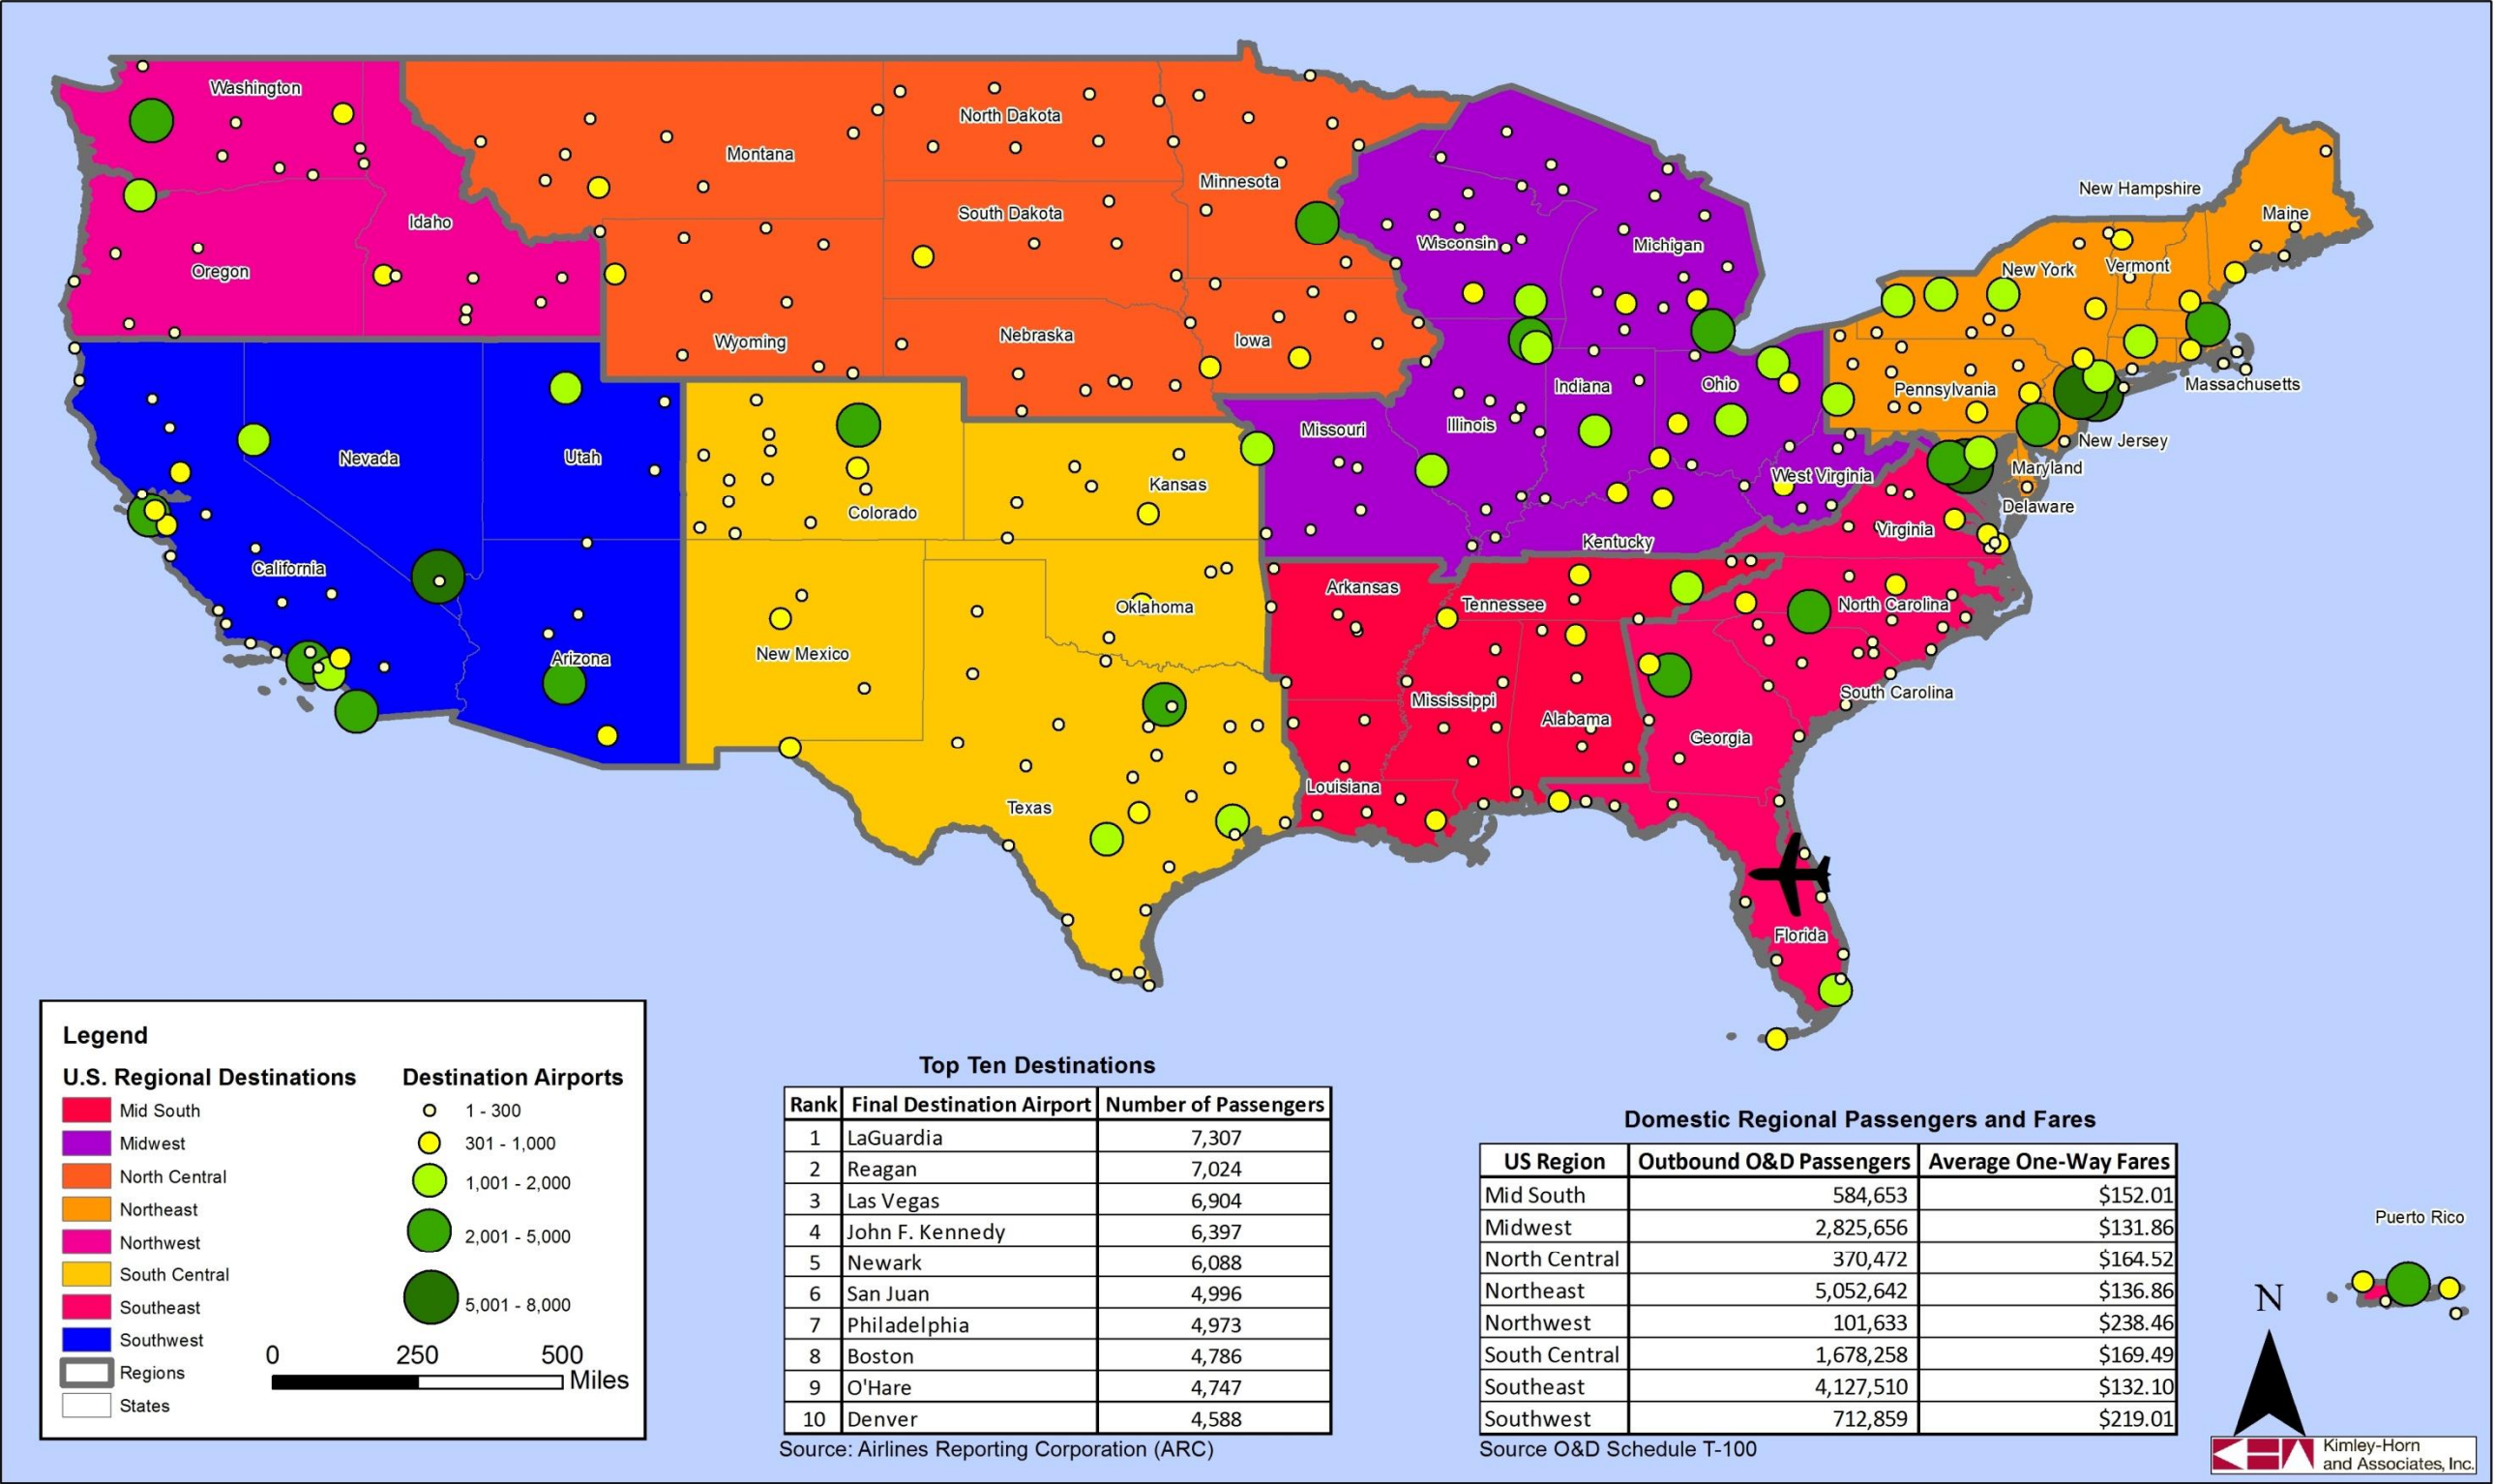 Washington
North Dakota
Montana
Minnesota
New Hampshire
Maine
South Dakota
Idaho
Wisconsin
Michigan
Oregon
New York
Vermont
Wyoming
Nebraska
Iowa
Indiana
Ohio
Pennsylvania
Massachusetts
Nevada
Utah
Missouri
Illinois
New Jersey
Kansas
West Virginia
Maryland
Colorado
Delaware
Virginia
Kentucky
California
Arkansas
Oklahoma
Tennessee
North Carolina
New Mexico
Arizona
Mississippi
South Carolina
Alabama
Georgia
Louisiana
Texas
Florida
Legend
U.S. Regional Destinations
Mid South
Midwest
North Central
Northeast
Northwest
South Central
Southeast
Southwest
Regions
States
Destination Airports
1 - 300
301 - 1,000
1,001 - 2,000
2,001 - 5,000
5,001 - 8,000
0 250 500
Miles
Top Ten Destinations
Rank Final Destination Airport Number of Passengers
1 LaGuardia 7,307
2 Reagan 7,024
3 Las Vegas 6,904
4 John F. Kennedy 6,397
5 Newark 6,088
6 San Juan 4,996
7 Philadelphia 4,973
8 Boston 4,786
9 O'Hare 4,747
10 Denver 4,588
Source: Airlines Reporting Corporation (ARC)
Domestic Regional Passengers and Fares
US Region Outbound O&D Passengers Average One-Way Fares
Mid South 584,653 $152.01
Midwest 2,825,656 $131.86
North Central 370,472 $164.52
Northeast 5,052,642 $136.86
Northwest 101,633 $238.46
South Central 1,678,258 $169.49
Southeast 4,127,510 $132.10
Southwest 712,859 $219.01
Source O&D Schedule T-100
Puerto Rico
N
Kimley-Horn
and Associates, Inc.